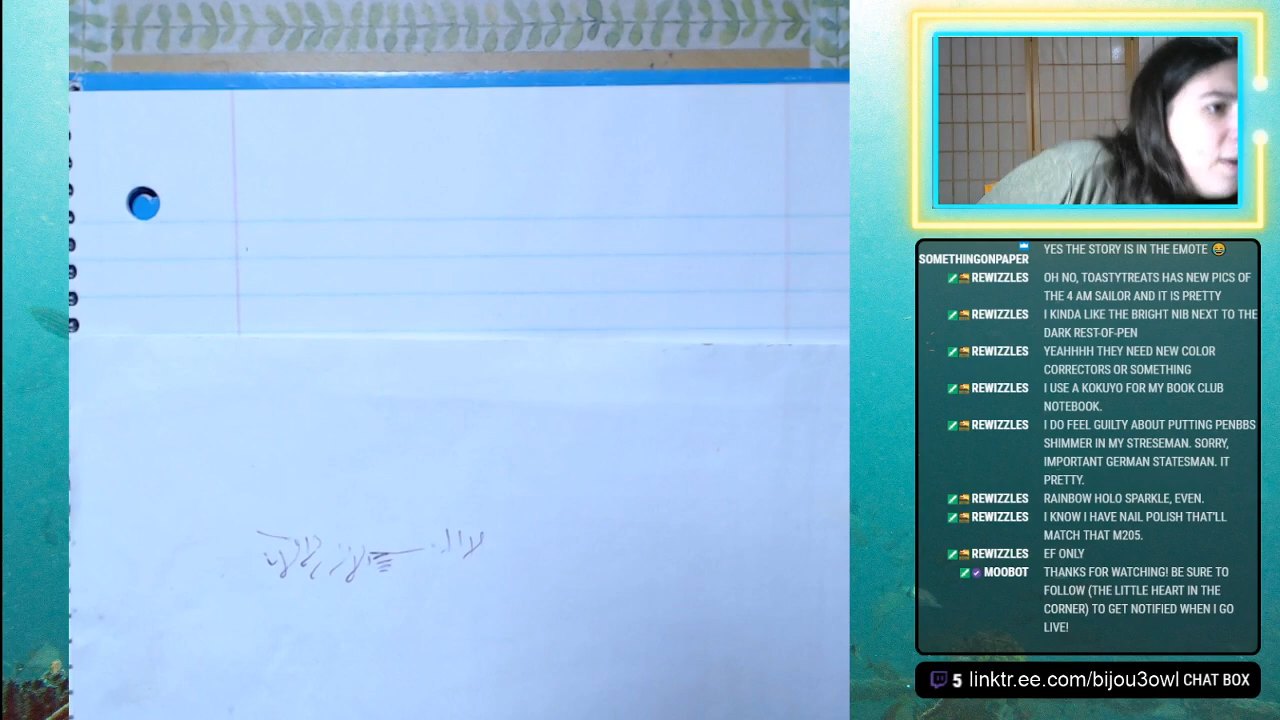 YES THE STORY IS IN THE EMOTE 😂
SOMETHINGONPAPER
REWIZZLES OH NO, TOASTYTREATS HAS NEW PICS OF
THE 4 AM SAILOR AND IT IS PRETTY
REWIZZLES I KINDA LIKE THE BRIGHT NIB NEXT TO THE
DARK REST-OF-PEN
REWIZZLES YEAHHHH THEY NEED NEW COLOR
CORRECTORS OR SOMETHING
REWIZZLES I USE A KOKUYO FOR MY BOOK CLUB
NOTEBOOK.
REWIZZLES I DO FEEL GUILTY ABOUT PUTTING PENBBS
SHIMMER IN MY STRESEMAN. SORRY,
IMPORTANT GERMAN STATESMAN. IT
PRETTY.
REWIZZLES RAINBOW HOLO SPARKLE, EVEN.
REWIZZLES I KNOW I HAVE NAIL POLISH THAT'LL
MATCH THAT M205.
REWIZZLES EF ONLY
MOOBOT THANKS FOR WATCHING! BE SURE TO
FOLLOW (THE LITTLE HEART IN THE
CORNER) TO GET NOTIFIED WHEN I GO
LIVE!
5 linktr.ee.com/bijou3owl CHAT BOX